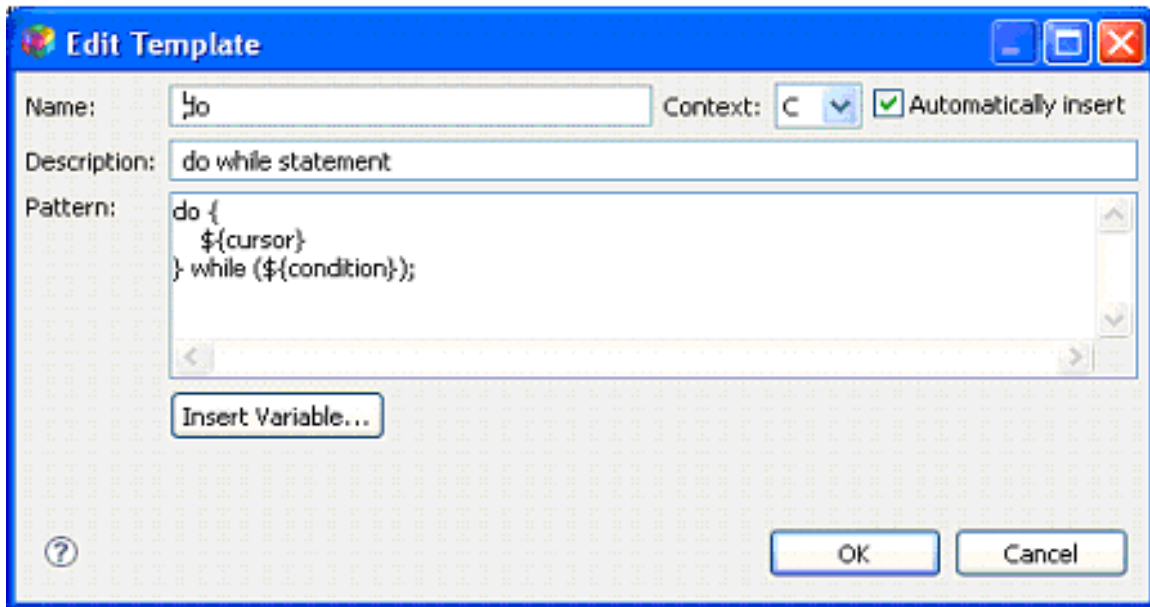 Edit Template
Name: do Context: C Automatically insert
Description: do while statement
Pattern: do {
${cursor}
} while (${condition});
Insert Variable...
? OK Cancel